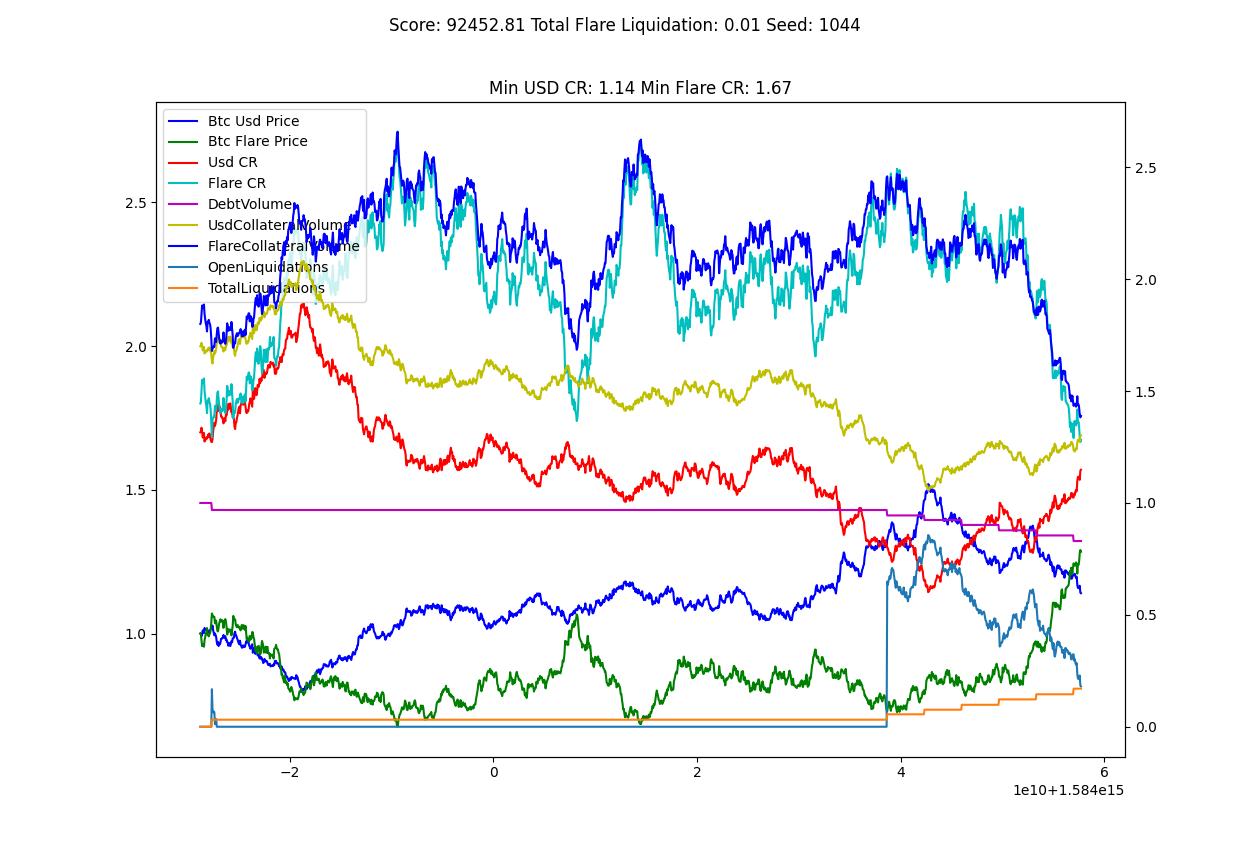 Score: 92452.81 Total Flare Liquidation: 0.01 Seed: 1044
Min USD CR: 1.14 Min Flare CR: 1.67
Btc Usd Price
Btc Flare Price
Usd CR
Flare CR
DebtVolume
UsdCollateralVolume
FlareCollateralVolume
OpenLiquidations
TotalLiquidations
2.5
2.0
1.5
1.0
2.5
2.0
1.5
1.0
0.5
0.0
−2
0
2
4
6
1e10+1.584e15